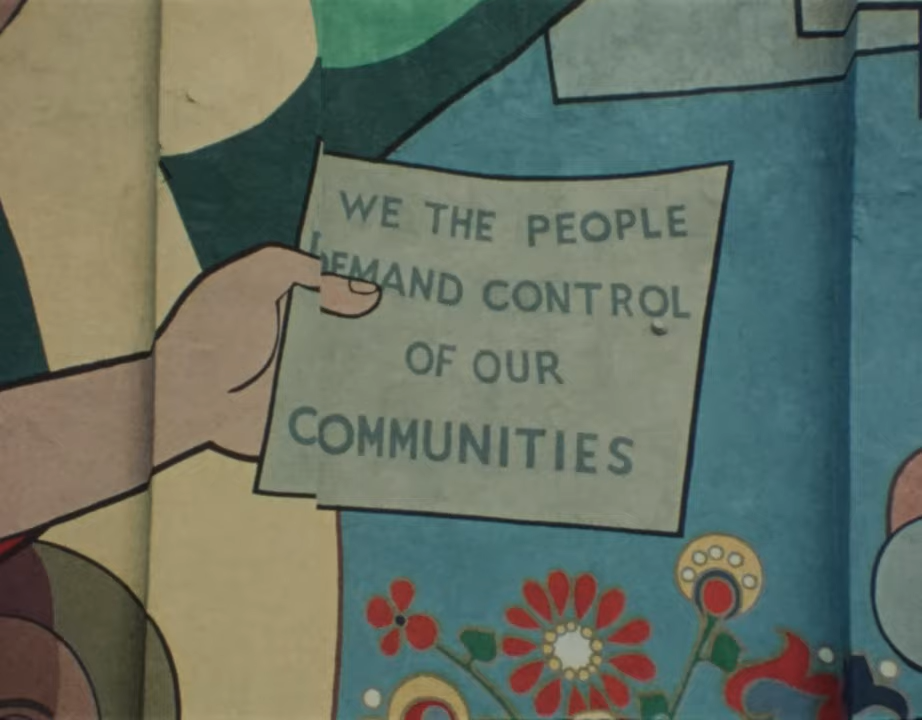 WE THE PEOPLE
DEMAND CONTROL
OF OUR
COMMUNITIES